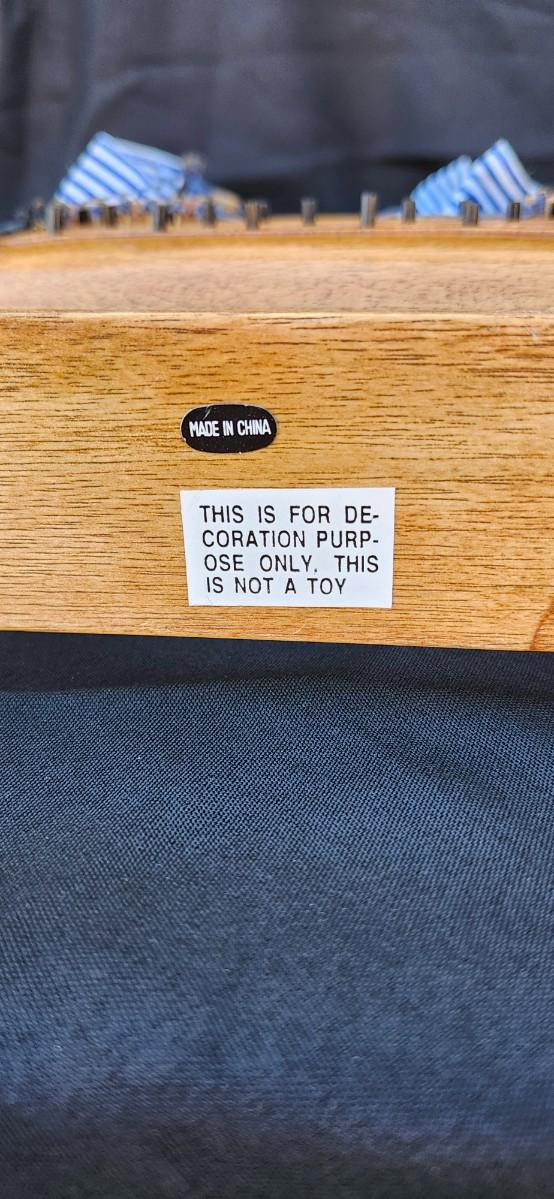 MADE IN CHINA
THIS IS FOR DE-
CORATION PURP-
OSE ONLY. THIS
IS NOT A TOY